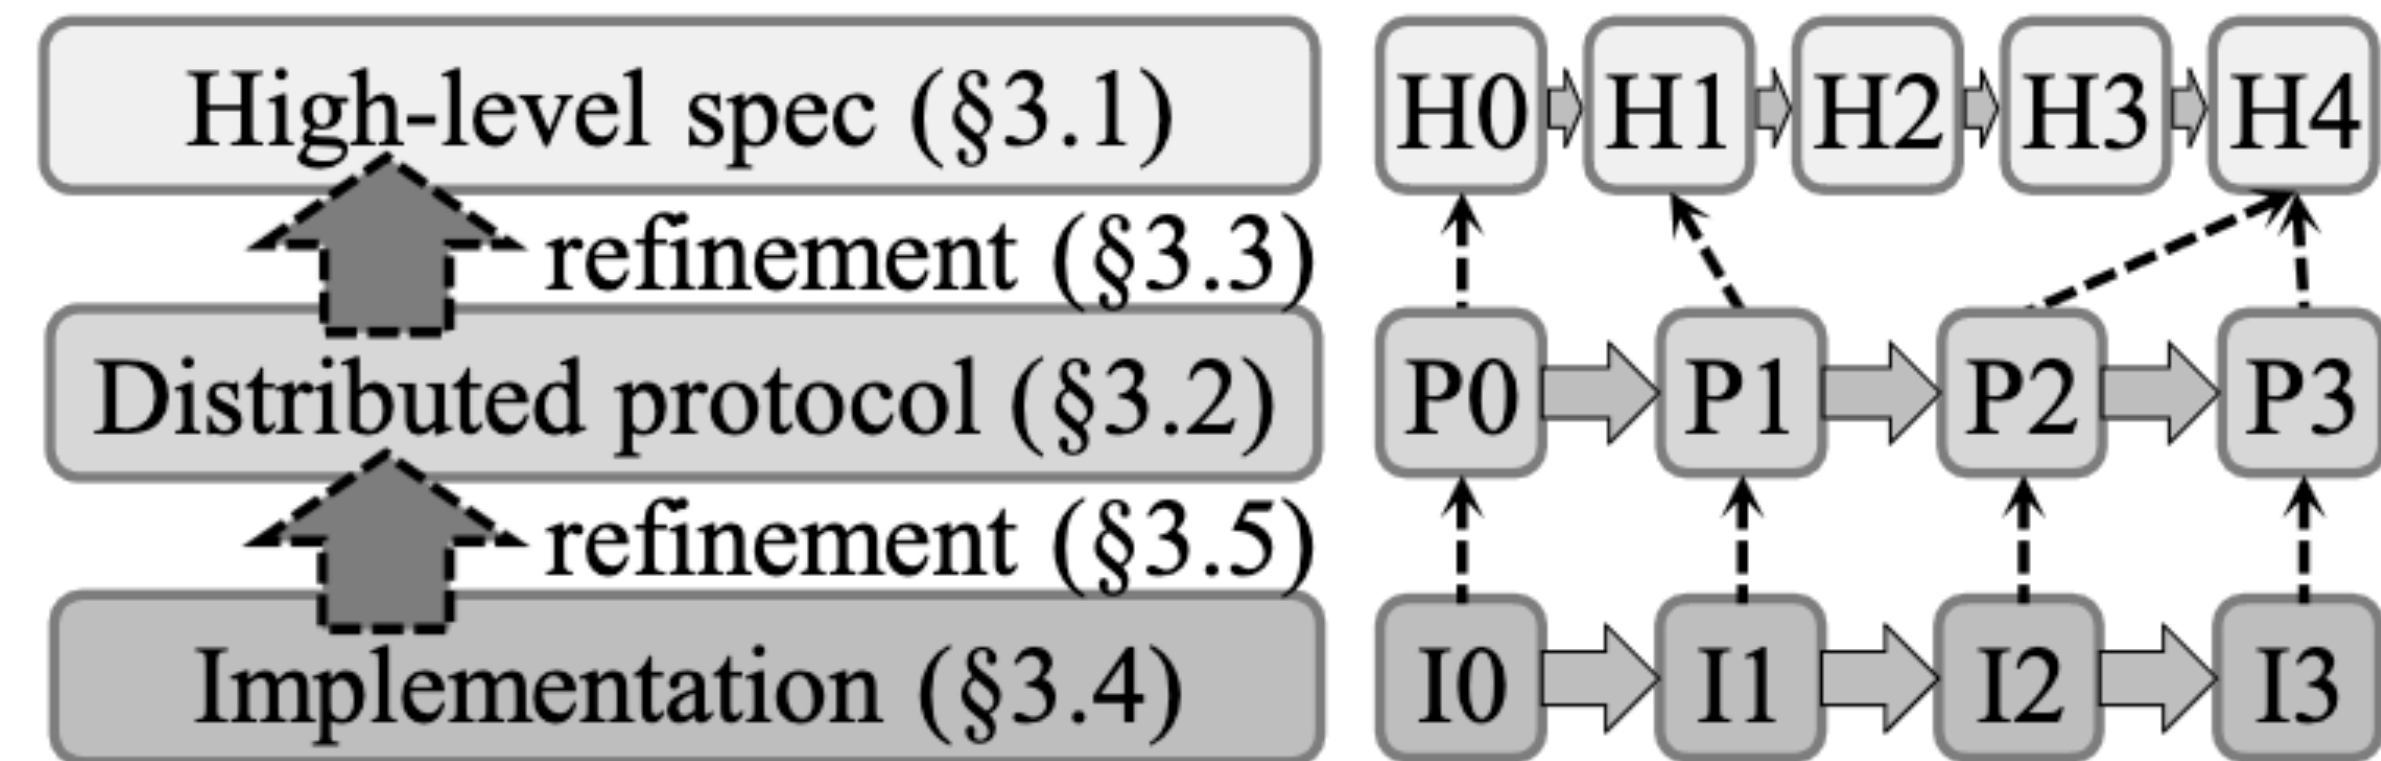 High-level spec (§3.1) H0 H1 H2 H3 H4
refinement (§3.3)
Distributed protocol (§3.2) P0 P1 P2 P3
refinement (§3.5)
Implementation (§3.4) I0 I1 I2 I3